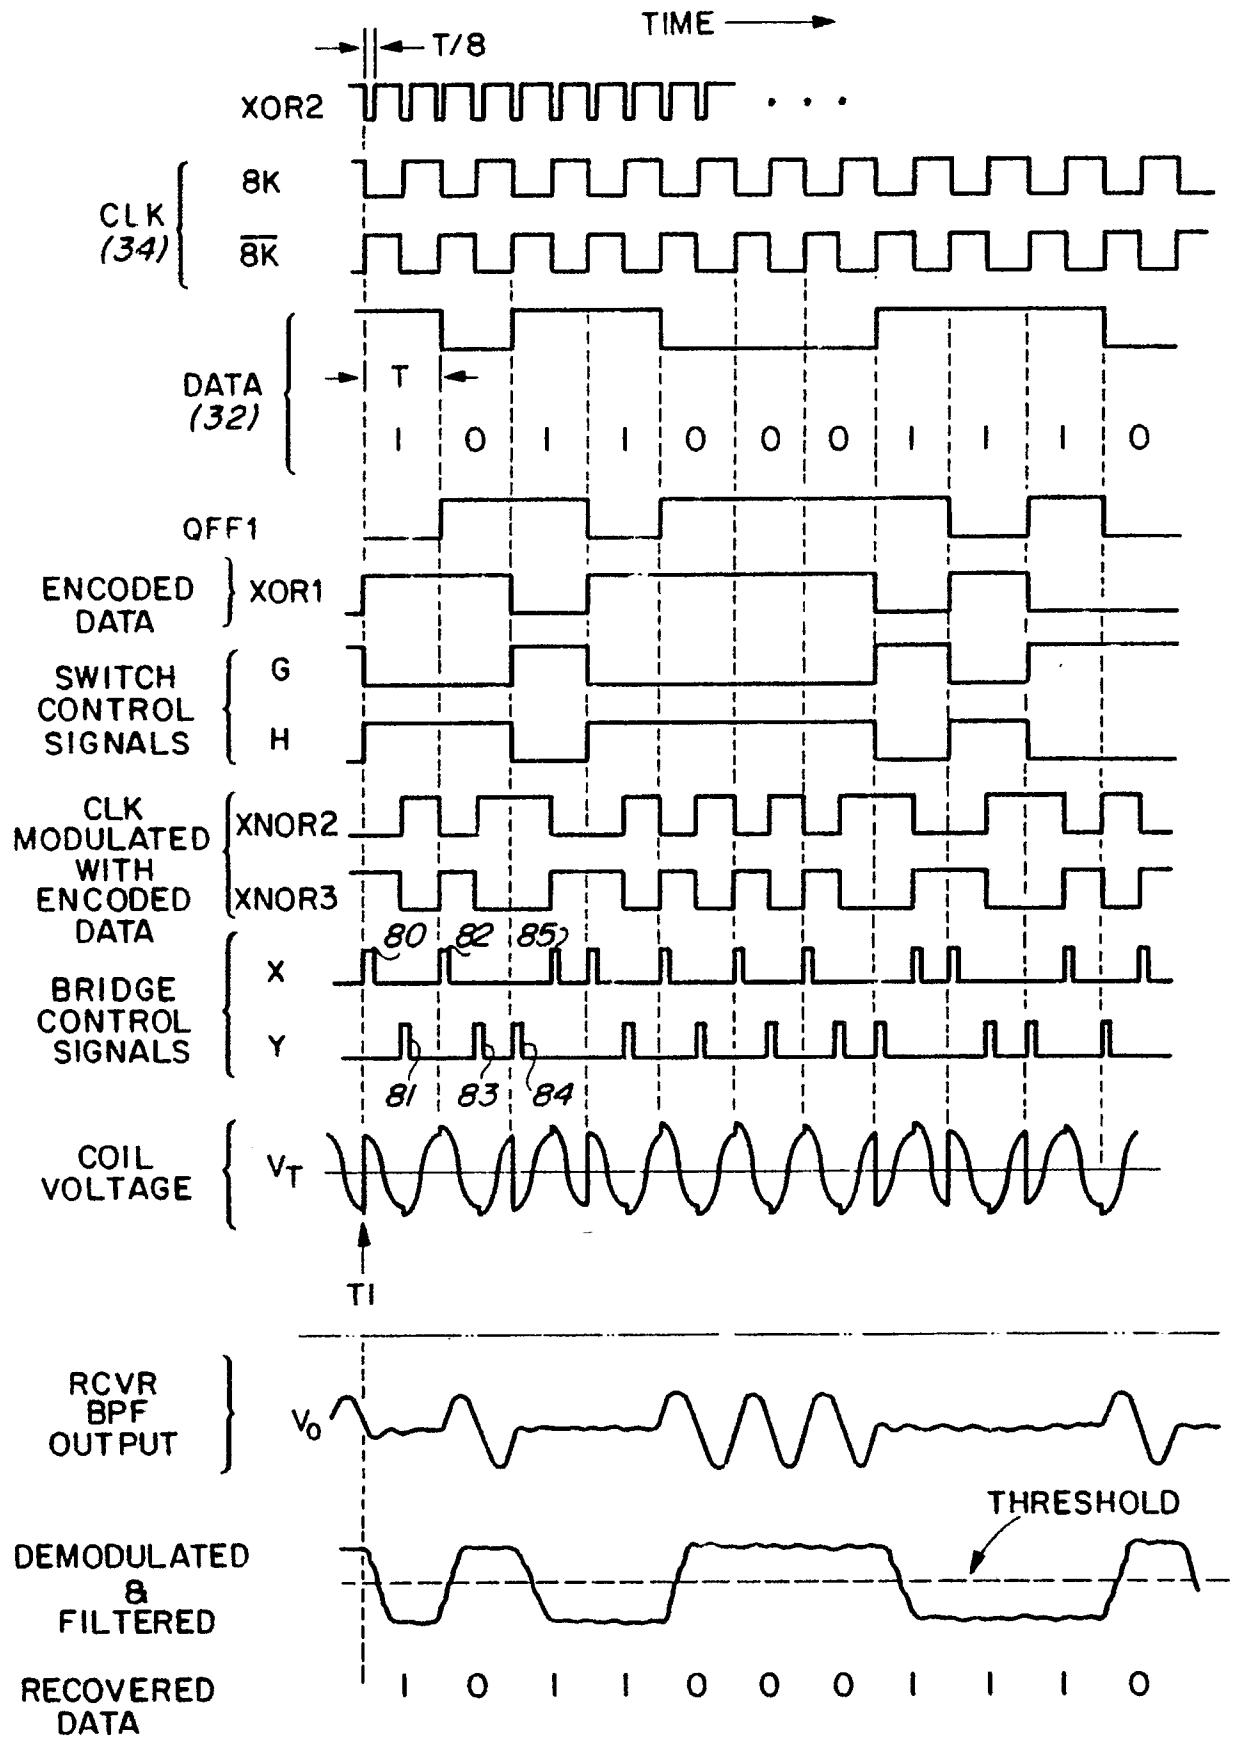 TIME
T/8
XOR2
. . .
8K
CLK
(34)
8K̅
DATA
(32)
T
1 0 1 1 0 0 0 1 1 1 0
QFF1
ENCODED
DATA
XOR1
SWITCH
CONTROL
SIGNALS
G
H
CLK
MODULATED
WITH
ENCODED
DATA
XNOR2
XNOR3
80 82 85
BRIDGE
CONTROL
SIGNALS
X
Y
81 83 84
COIL
VOLTAGE
VT
T1
RCVR
BPF
OUTPUT
VO
THRESHOLD
DEMODULATED
&
FILTERED
RECOVERED
DATA
1 0 1 1 0 0 0 1 1 1 0